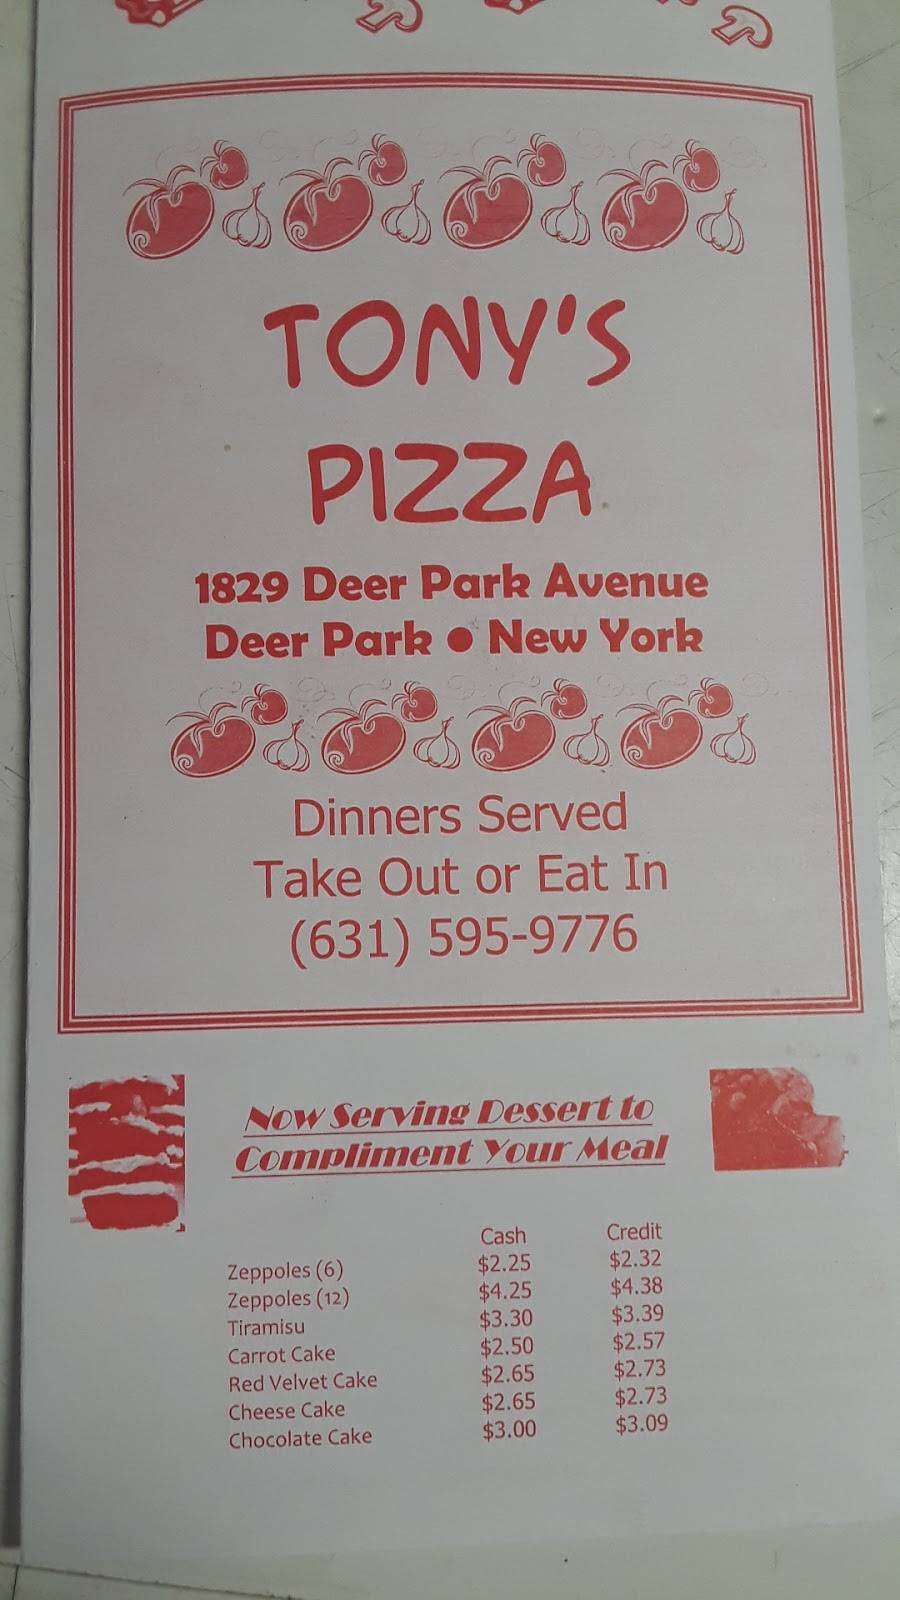 TONY'S
PIZZA
1829 Deer Park Avenue
Deer Park ● New York
Dinners Served
Take Out or Eat In
(631) 595-9776
Now Serving Dessert to
Compliment Your Meal
Cash Credit
Zeppoles (6) $2.25 $2.32
Zeppoles (12) $4.25 $4.38
Tiramisu $3.30 $3.39
Carrot Cake $2.50 $2.57
Red Velvet Cake $2.65 $2.73
Cheese Cake $2.65 $2.73
Chocolate Cake $3.00 $3.09